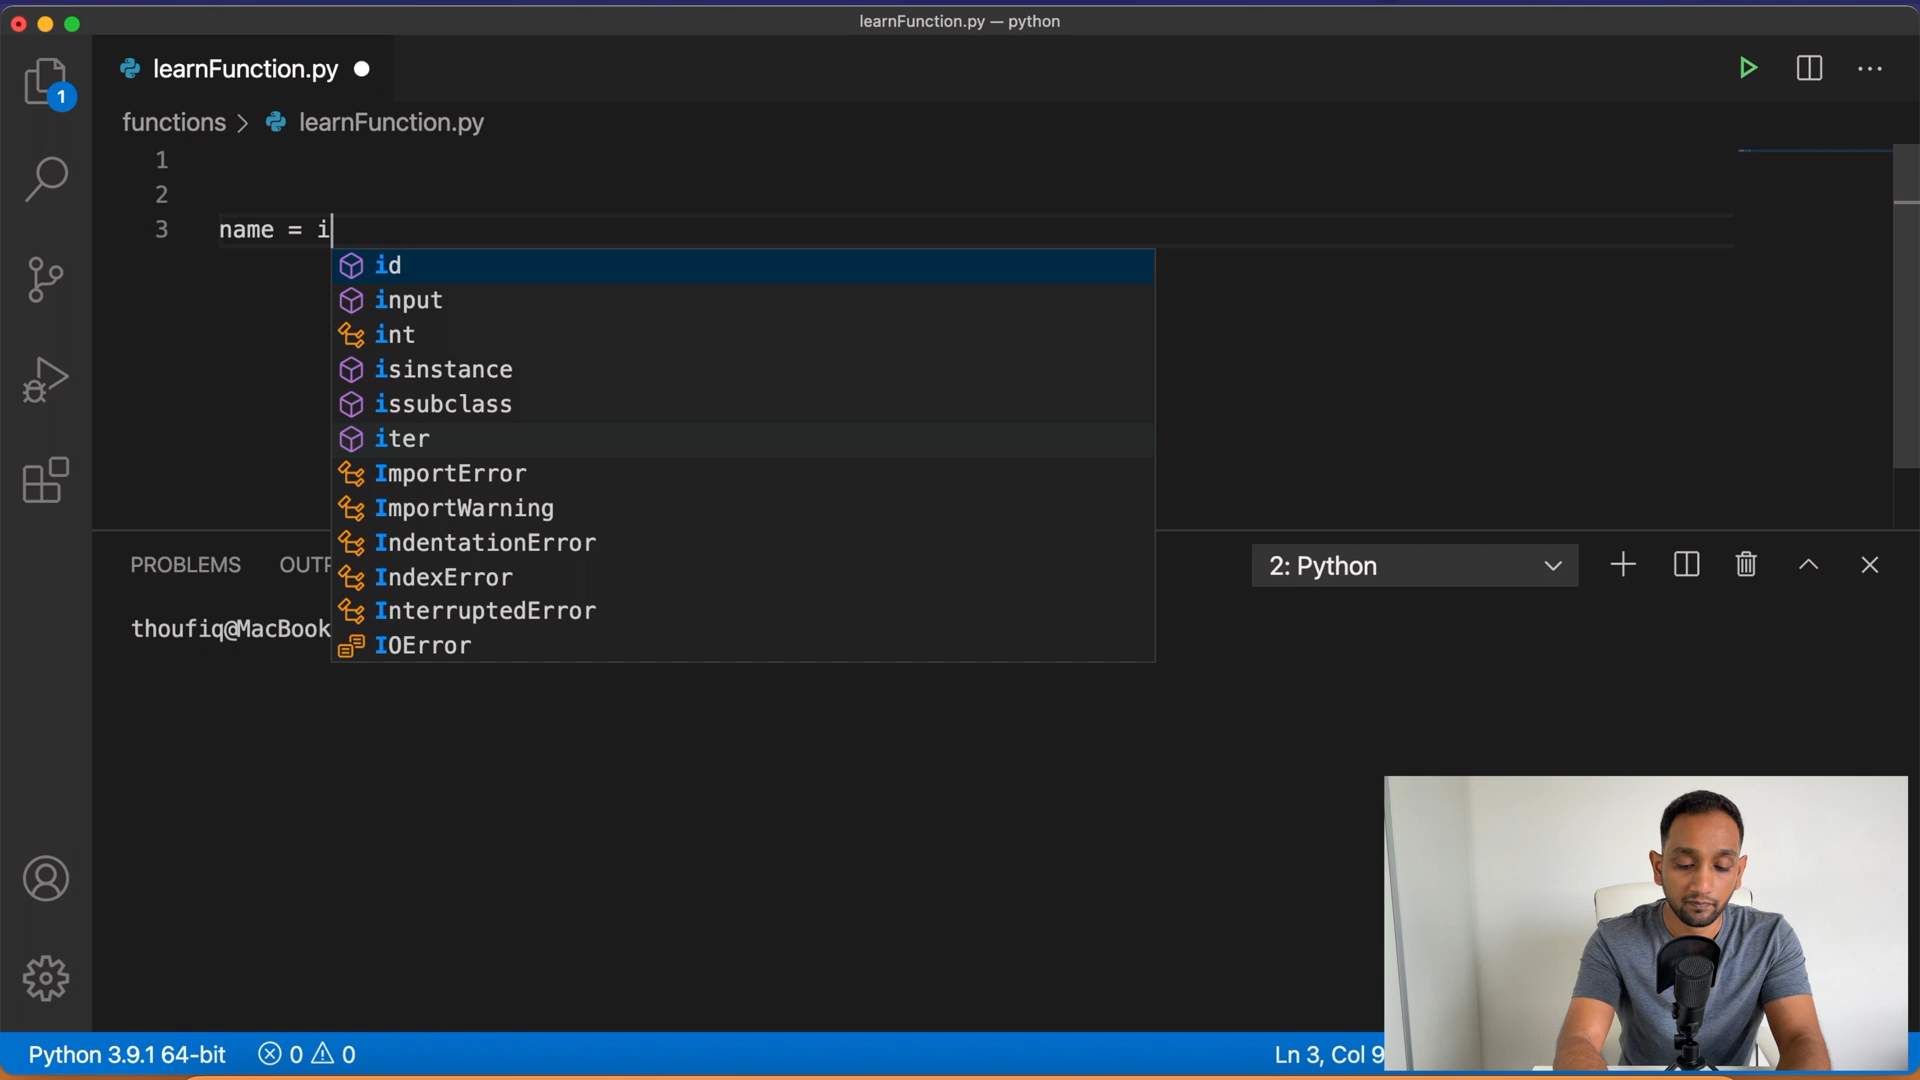 learnFunction.py — python
learnFunction.py
1
functions > learnFunction.py
1
2
3 name = i
id
input
int
isinstance
issubclass
iter
ImportError
ImportWarning
IndentationError
IndexError
InterruptedError
IOError
PROBLEMS OUTP 2: Python
thoufiq@MacBook
Python 3.9.1 64-bit 0 0 Ln 3, Col 9